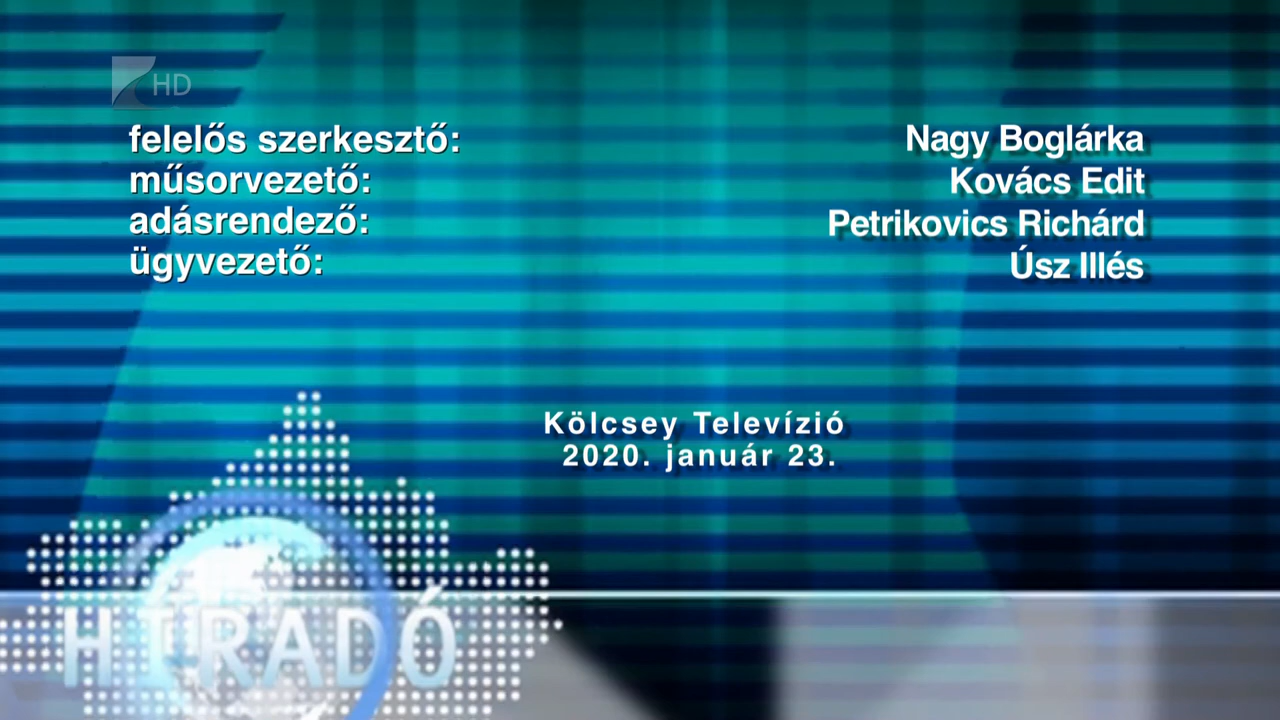 HD
felelős szerkesztő: Nagy Boglárka
műsorvezető: Kovács Edit
adásrendező: Petrikovics Richárd
ügyvezető: Úsz Illés
Kölcsey Televízió
2020. január 23.
HÍRADÓ